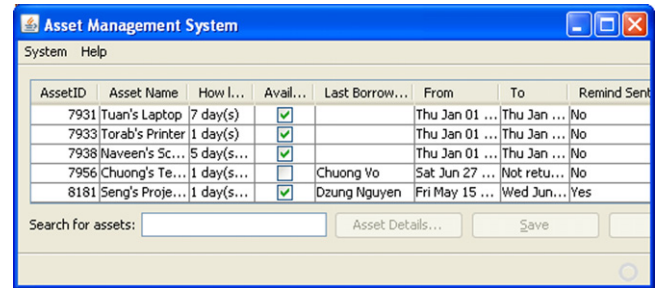 Asset Management System
System Help
AssetID Asset Name How l... Avail... Last Borrow... From To Remind Sent
7931 Tuan's Laptop 7 day(s) Thu Jan 01 ... Thu Jan ... No
7933 Torab's Printer 1 day(s) Thu Jan 01 ... Thu Jan ... No
7938 Naveen's Sc... 5 day(s... Thu Jan 01 ... Thu Jan ... No
7956 Chuong's Te... 1 day(s... Chuong Vo Sat Jun 27 ... Not retu... No
8181 Seng's Proje... 1 day(s... Dzung Nguyen Fri May 15 ... Wed Jun... Yes
Search for assets: Asset Details... Save